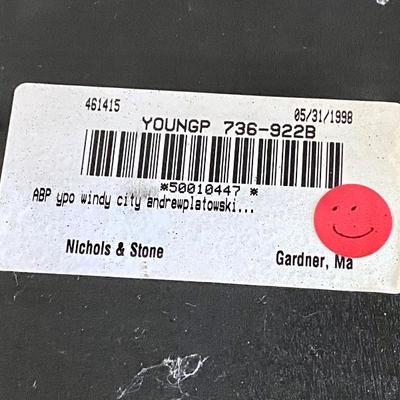 461415 05/31/1998
YOUNGP 736-922B
*50010447 *
ABP ypo windy city andrewplatowski...
Nichols & Stone Gardner, Ma